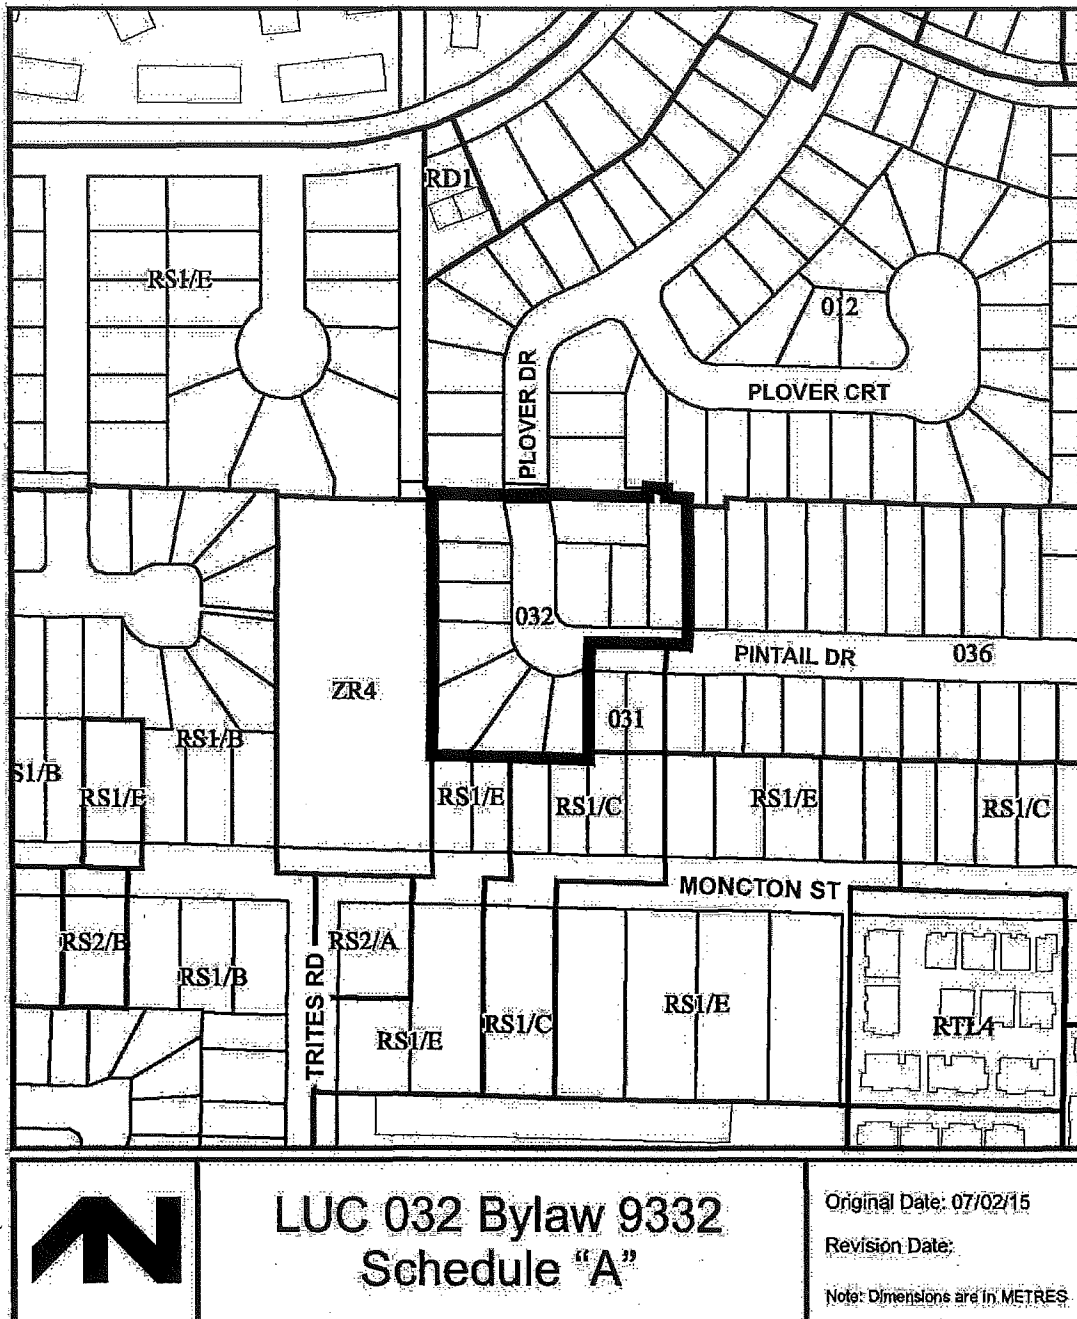 RD1
RS1/E
012
PLOVER DR
PLOVER CRT
032
PINTAIL DR
036
ZR4
031
RS1/B
S1/B
RS1/E
RS1/E
RS1/C
RS1/E
RS1/C
MONCTON ST
RS2/B
RS1/B
TRITES RD
RS2/A
RS1/E
RS1/C
RS1/E
RTL4
LUC 032 Bylaw 9332
Schedule “A”
Original Date: 07/02/15
Revision Date:
Note: Dimensions are in METRES